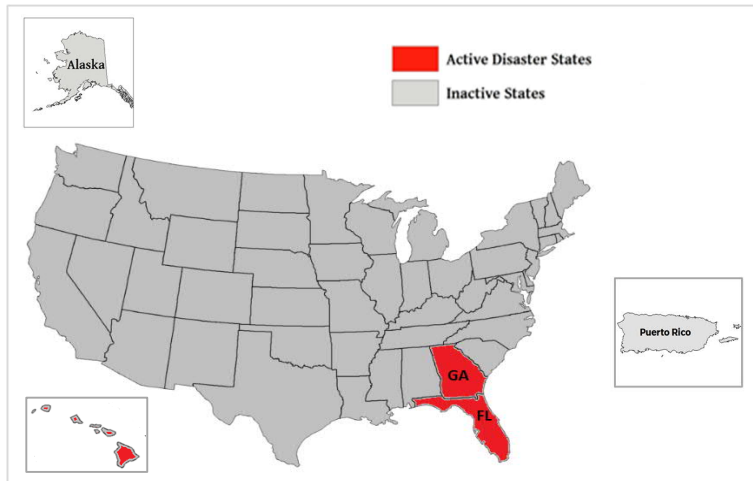 Alaska
Active Disaster States
Inactive States
Puerto Rico
GA
FL